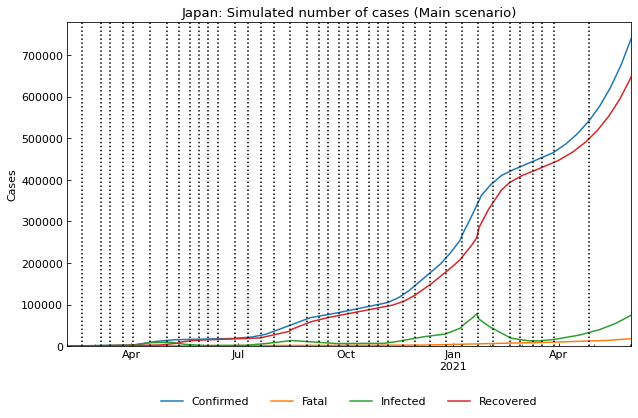 Japan: Simulated number of cases (Main scenario)
700000
600000
500000
400000
300000
200000
100000
0
Cases
Apr
Jul
Oct
Jan
2021
Apr
Confirmed
Fatal
Infected
Recovered